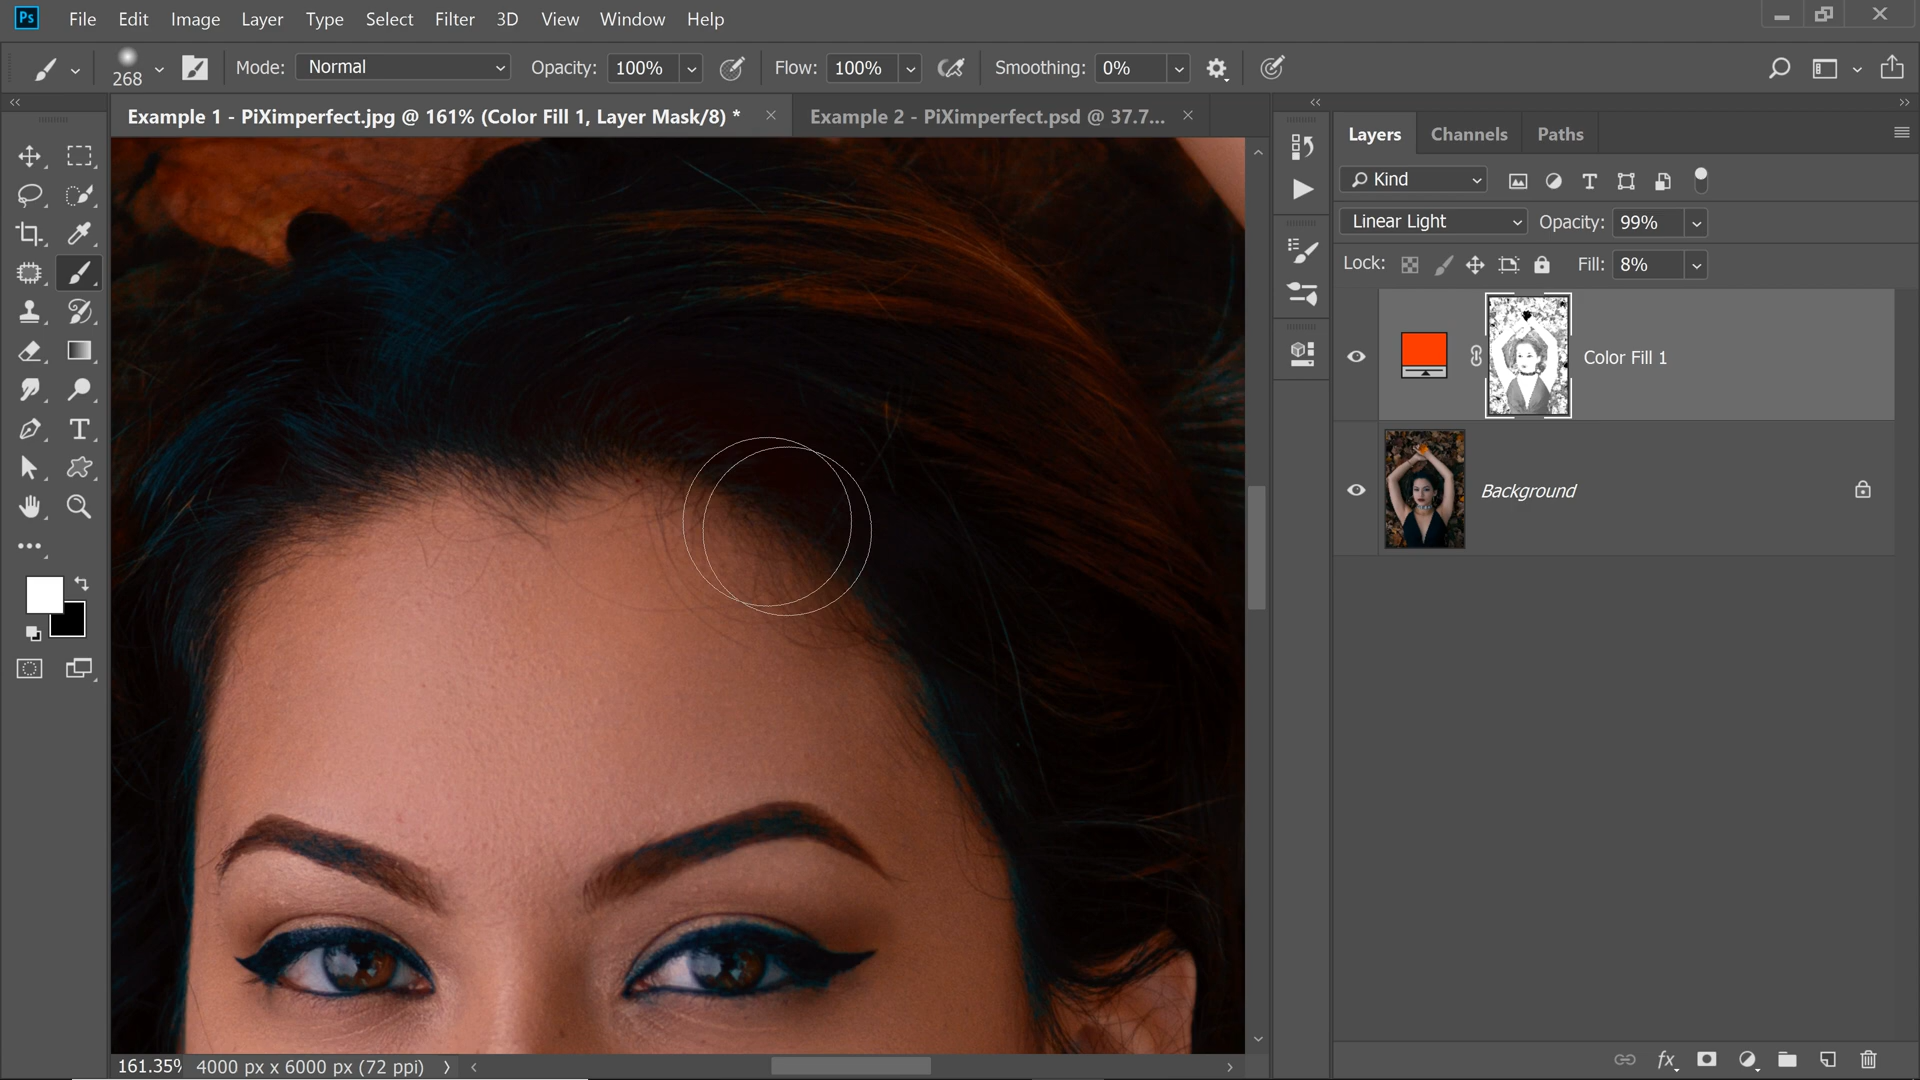 Ps File Edit Image Layer Type Select Filter 3D View Window Help
268 Mode: Normal Opacity: 100% Flow: 100% Smoothing: 0%
Example 1 - PiXimperfect.jpg @ 161% (Color Fill 1, Layer Mask/8) * Example 2 - PiXimperfect.psd @ 37.7...
Layers Channels Paths
Kind
Linear Light Opacity: 99%
Lock: Fill: 8%
Color Fill 1
Background
161.35% 4000 px x 6000 px (72 ppi)
fx